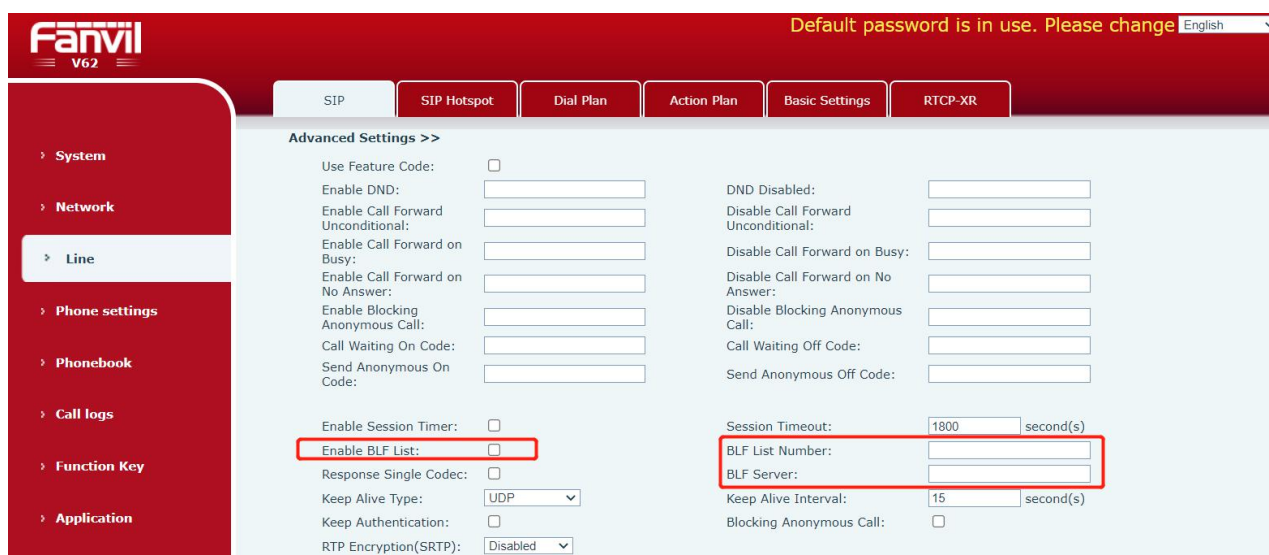 Default password is in use. Please change English
Fanvil
V62
SIP SIP Hotspot Dial Plan Action Plan Basic Settings RTCP-XR
System
Network
Line
Phone settings
Phonebook
Call logs
Function Key
Application
Advanced Settings >>
Use Feature Code:
Enable DND: DND Disabled:
Enable Call Forward Unconditional: Disable Call Forward Unconditional:
Enable Call Forward on Busy: Disable Call Forward on Busy:
Enable Call Forward on No Answer: Disable Call Forward on No Answer:
Enable Blocking Anonymous Call: Disable Blocking Anonymous Call:
Call Waiting On Code: Call Waiting Off Code:
Send Anonymous On Code: Send Anonymous Off Code:
Enable Session Timer: Session Timeout: 1800 second(s)
Enable BLF List: BLF List Number:
Response Single Codec: BLF Server:
Keep Alive Type: UDP Keep Alive Interval: 15 second(s)
Keep Authentication: Blocking Anonymous Call:
RTP Encryption(SRTP): Disabled